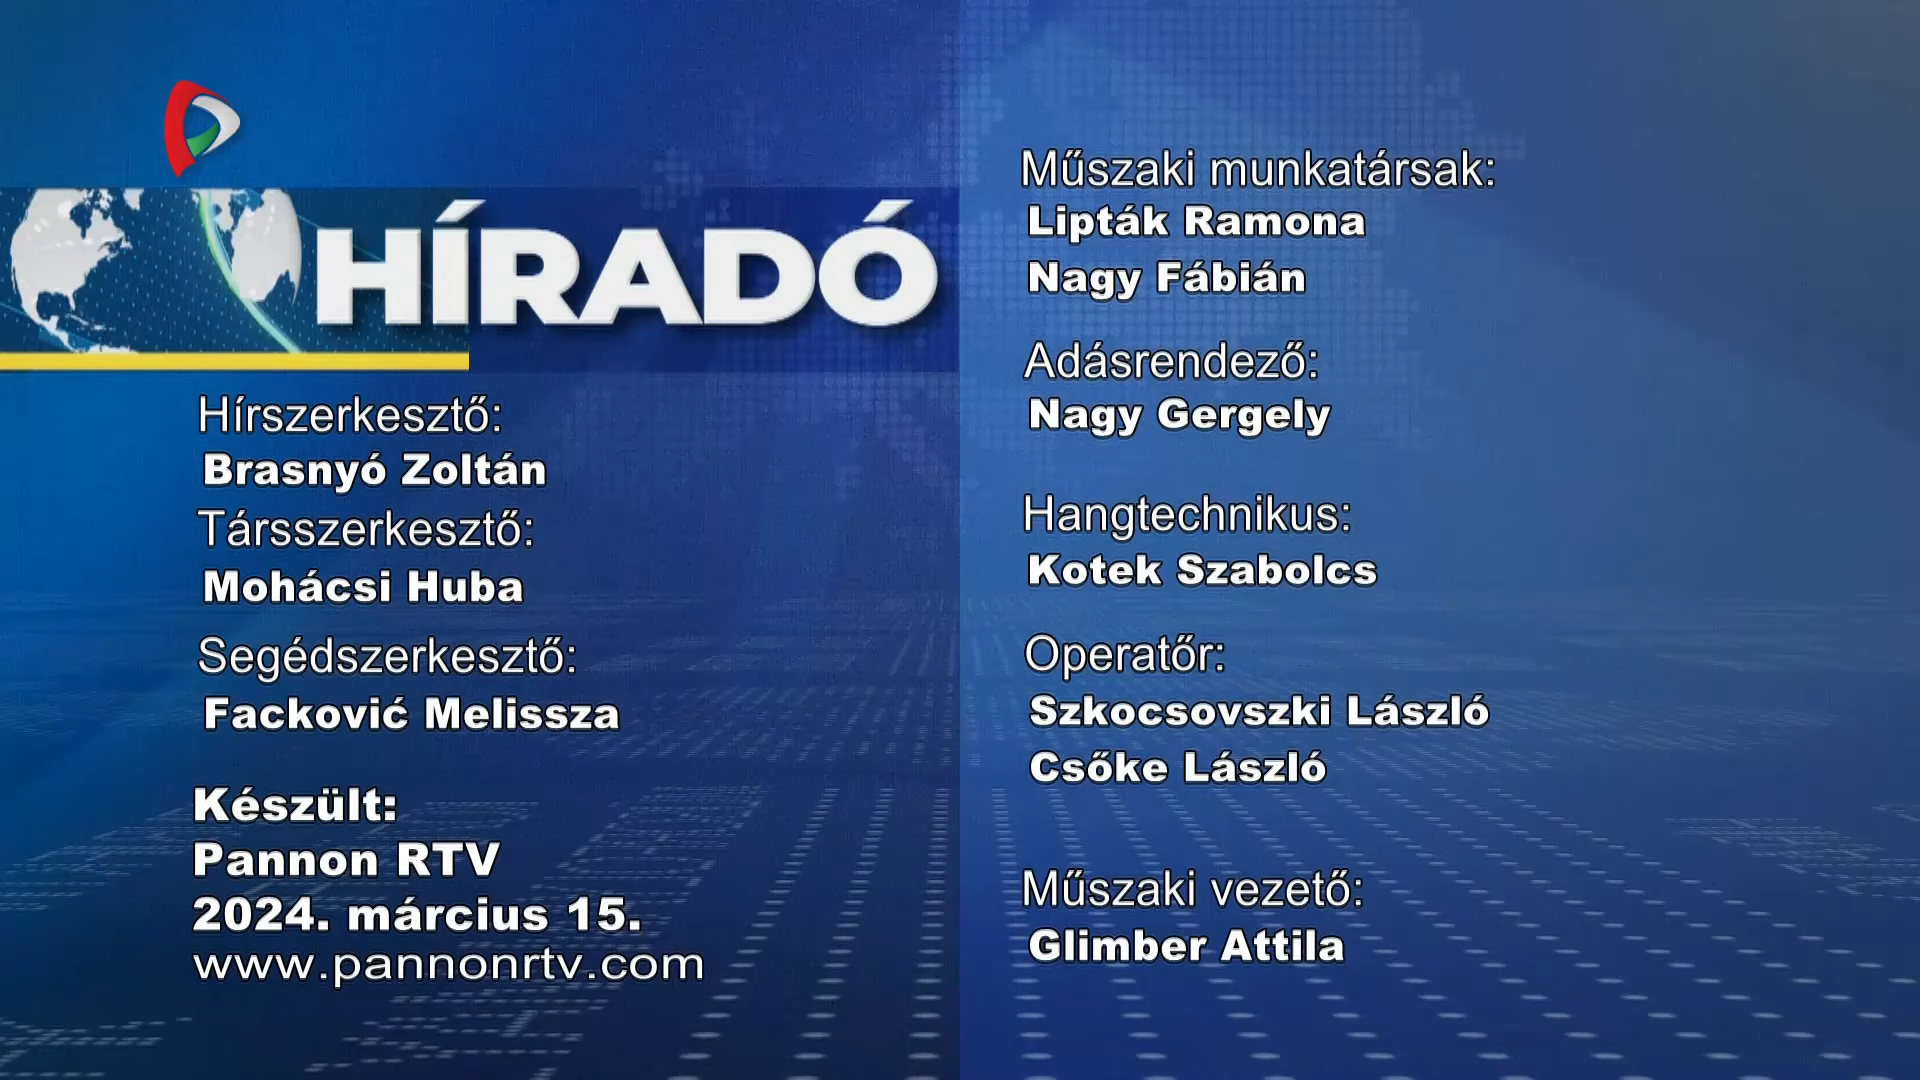 HÍRADÓ
Hírszerkesztő:
Brasnyó Zoltán
Társszerkesztő:
Mohácsi Huba
Segédszerkesztő:
Facković Melissza
Készült:
Pannon RTV
2024. március 15.
www.pannonrtv.com
Műszaki munkatársak:
Lipták Ramona
Nagy Fábián
Adásrendező:
Nagy Gergely
Hangtechnikus:
Kotek Szabolcs
Operatőr:
Szkocsovszki László
Csőke László
Műszaki vezető:
Glimber Attila